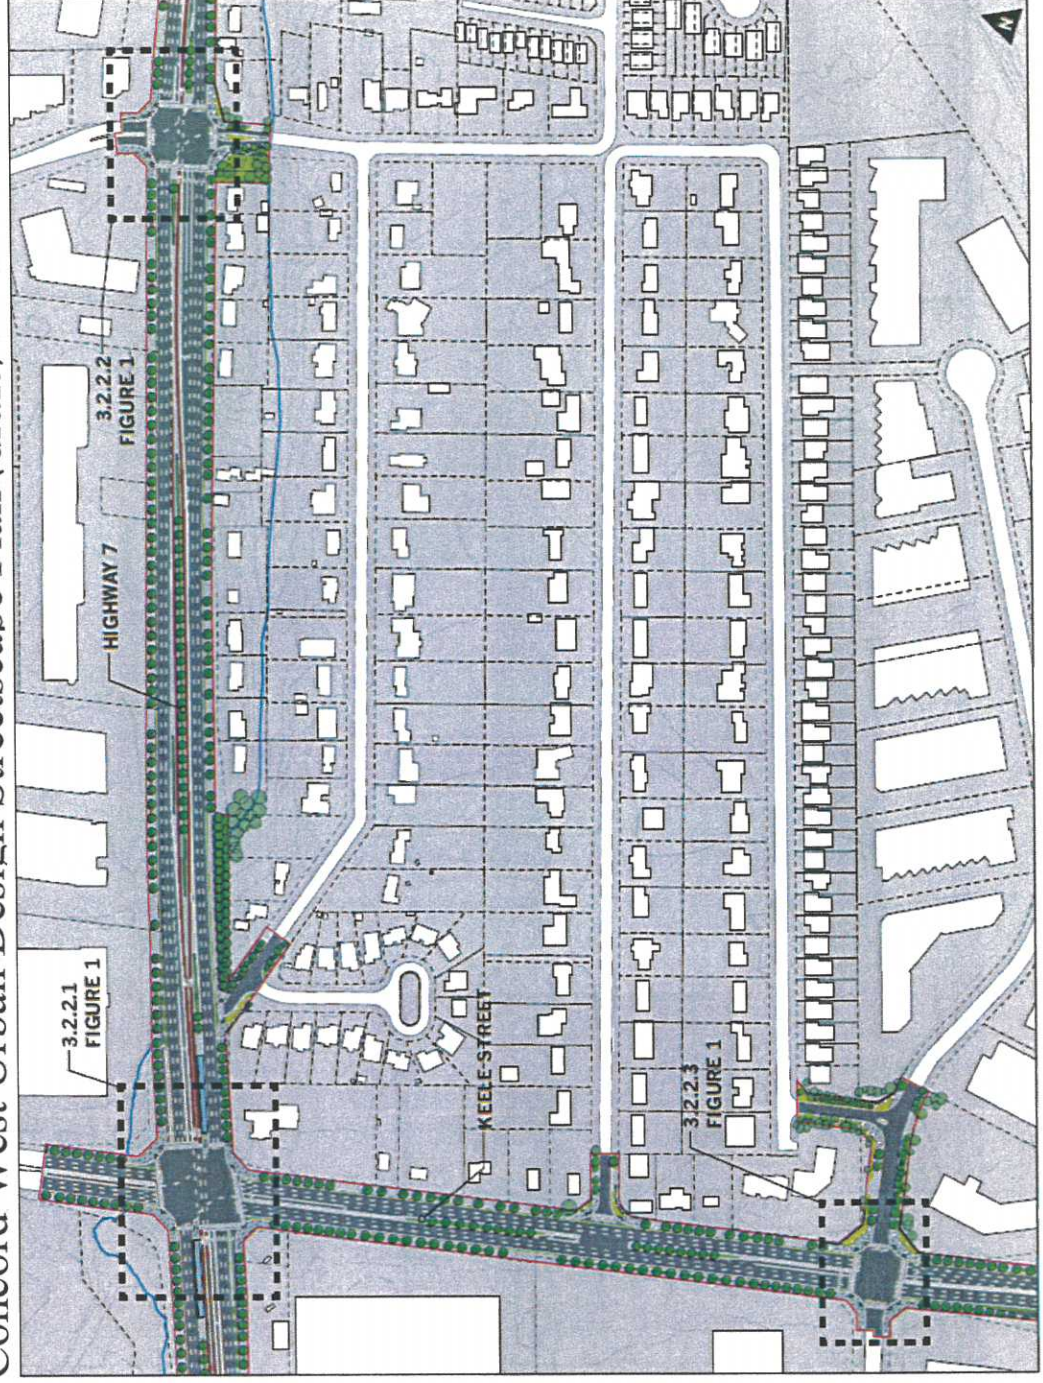 Concord West Urban Design Streetscape Plan
3.2.2.1
FIGURE 1
HIGHWAY 7
3.2.2.2
FIGURE 1
KEELE STREET
3.2.2.3
FIGURE 1
N